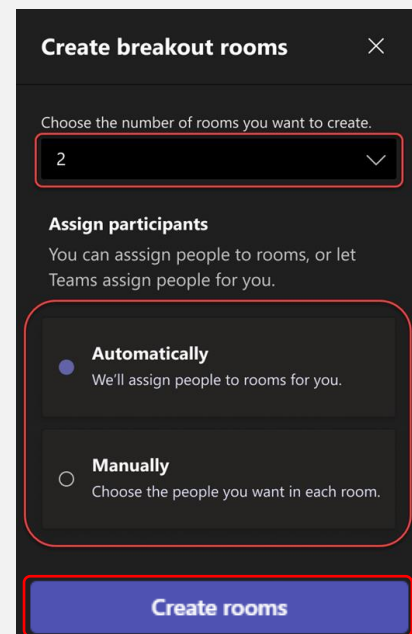 Create breakout rooms
Choose the number of rooms you want to create.
2
Assign participants
You can asssign people to rooms, or let
Teams assign people for you.
Automatically
We'll assign people to rooms for you.
Manually
Choose the people you want in each room.
Create rooms